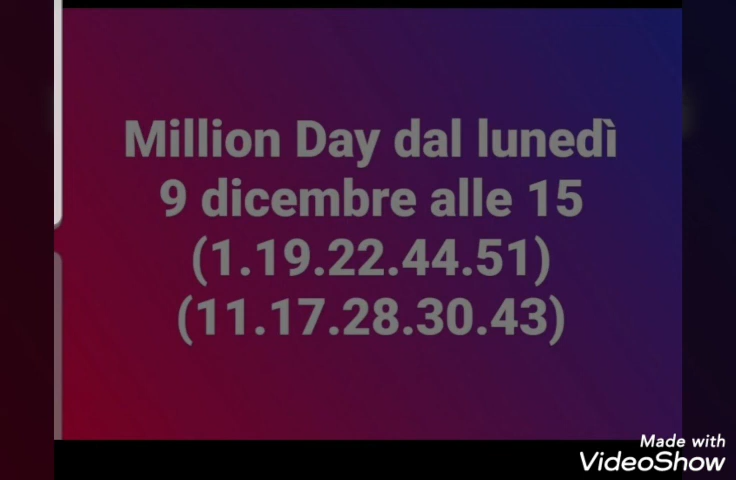 Million Day dal lunedì
9 dicembre alle 15
(1.19.22.44.51)
(11.17.28.30.43)
Made with
VideoShow